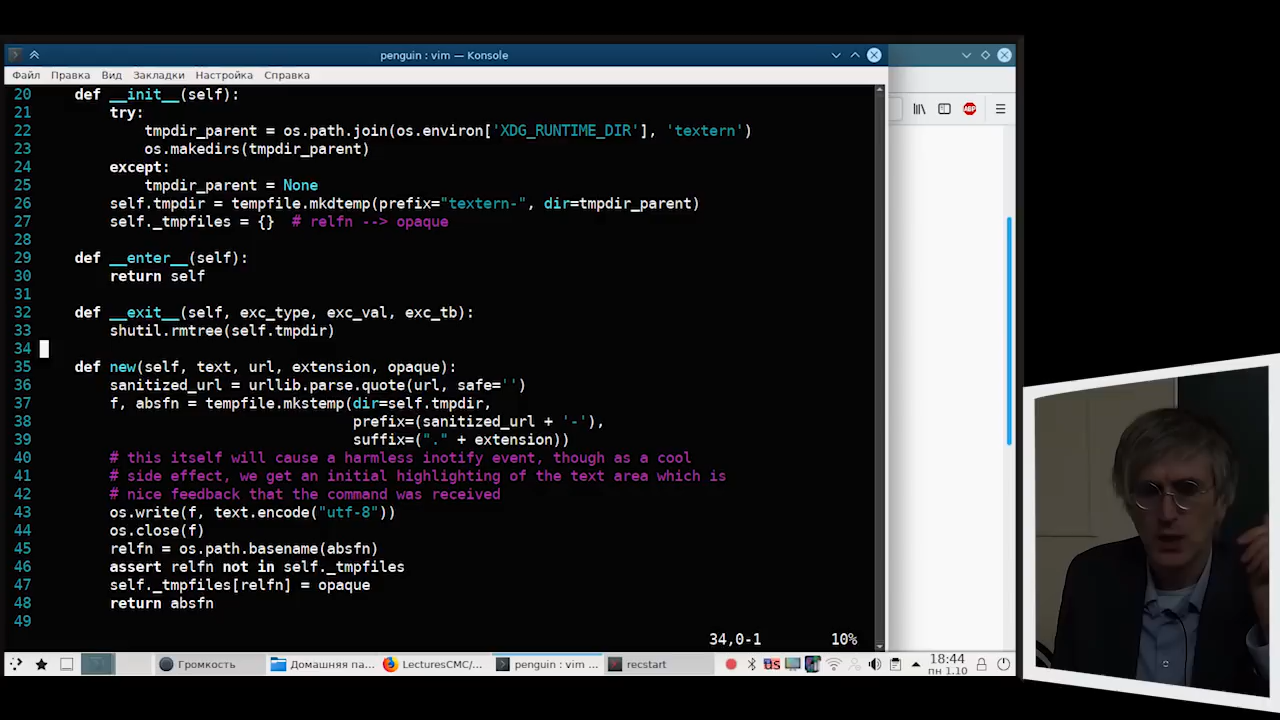 penguin : vim — Konsole
Файл Правка Вид Закладки Настройка Справка
20     def __init__(self):
21         try:
22             tmpdir_parent = os.path.join(os.environ['XDG_RUNTIME_DIR'], 'textern')
23             os.makedirs(tmpdir_parent)
24         except:
25             tmpdir_parent = None
26         self.tmpdir = tempfile.mkdtemp(prefix="textern-", dir=tmpdir_parent)
27         self._tmpfiles = {}  # relfn --> opaque
28
29     def __enter__(self):
30         return self
31
32     def __exit__(self, exc_type, exc_val, exc_tb):
33         shutil.rmtree(self.tmpdir)
34
35     def new(self, text, url, extension, opaque):
36         sanitized_url = urllib.parse.quote(url, safe='')
37         f, absfn = tempfile.mkstemp(dir=self.tmpdir,
38                                     prefix=(sanitized_url + '-'),
39                                     suffix=("." + extension))
40         # this itself will cause a harmless inotify event, though as a cool
41         # side effect, we get an initial highlighting of the text area which is
42         # nice feedback that the command was received
43         os.write(f, text.encode("utf-8"))
44         os.close(f)
45         relfn = os.path.basename(absfn)
46         assert relfn not in self._tmpfiles
47         self._tmpfiles[relfn] = opaque
48         return absfn
49
34,0-1 10%
ABP
Громкость Домашняя па... LecturesCMC/... penguin : vim ... recstart US 18:44
пн 1.10